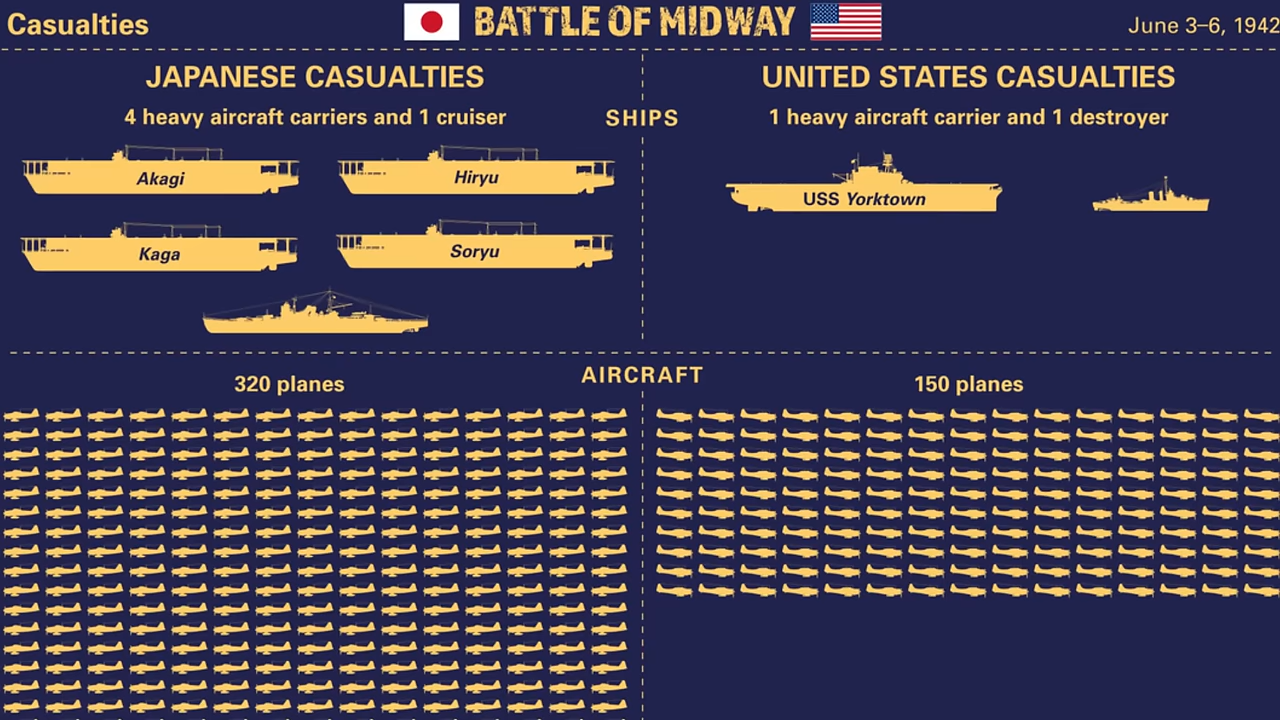 Casualties
BATTLE OF MIDWAY
June 3–6, 1942
JAPANESE CASUALTIES
UNITED STATES CASUALTIES
4 heavy aircraft carriers and 1 cruiser
SHIPS
1 heavy aircraft carrier and 1 destroyer
Akagi
Hiryu
USS Yorktown
Kaga
Soryu
320 planes
AIRCRAFT
150 planes